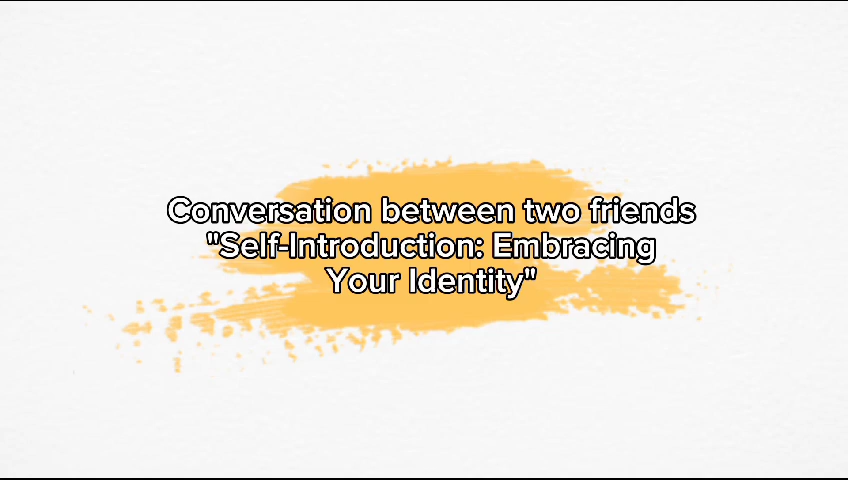 Conversation between two friends
"Self-Introduction: Embracing
Your Identity"